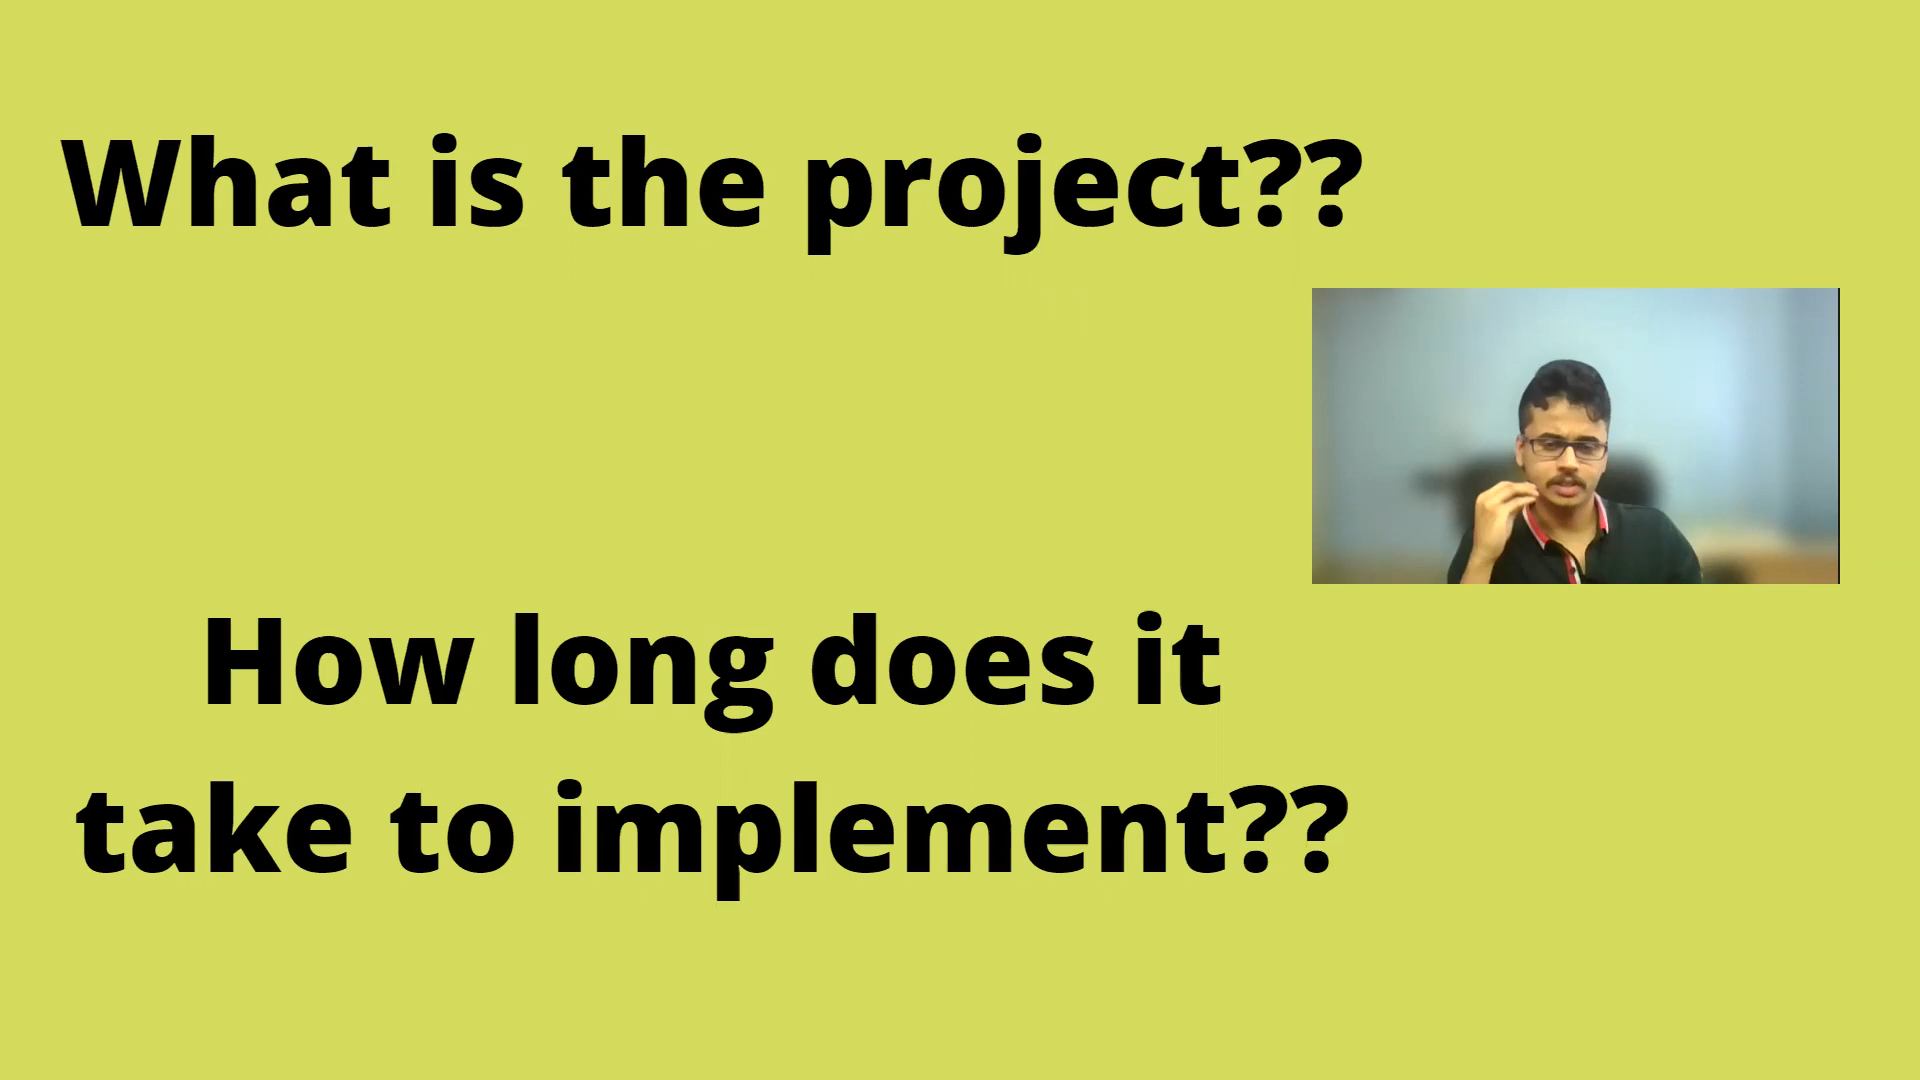 What is the project??
How long does it
take to implement??